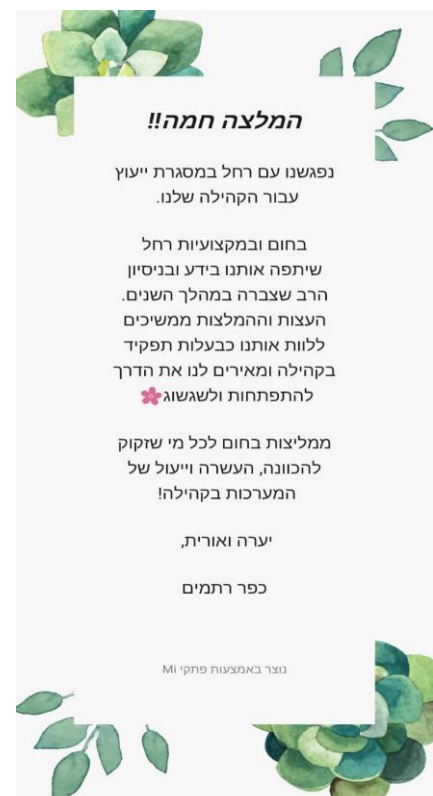 המלצה חמה!!
נפגשנו עם רחל במסגרת ייעוץ
עבור הקהילה שלנו.
בחום ובמקצועיות רחל
שיתפה אותנו בידע ובניסיון
הרב שצברה במהלך השנים.
העצות וההמלצות ממשיכים
ללוות אותנו כבעלות תפקיד
בקהילה ומאירים לנו את הדרך
להתפתחות ולשגשוג🌸
ממליצות בחום לכל מי שזקוק
להכוונה, העשרה וייעול של
המערכות בקהילה!
יערה ואורית,
כפר רתמים
נוצר באמצעות פתקי Mi